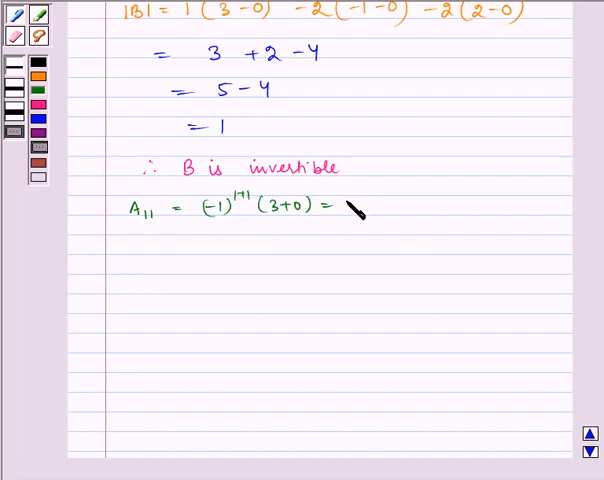 |B| = 1 ( 3 - 0 ) - 2 ( -1 - 0 ) - 2 ( 2 - 0 )
= 3 + 2 - 4
= 5 - 4
= 1
∴ B is invertible
A₁₁ = (-1)¹⁺¹ ( 3 + 0 ) =